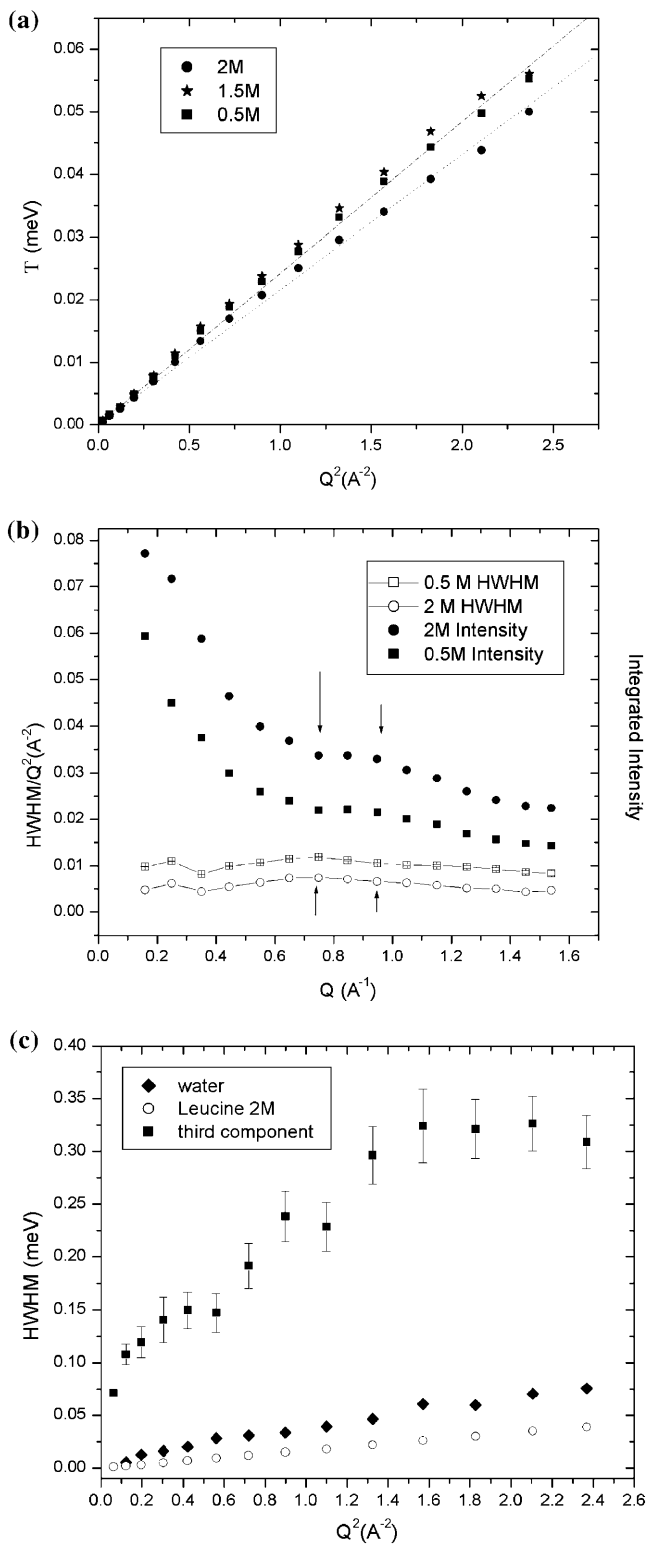 (a)
0.06
0.05
0.04
0.03
0.02
0.01
0.00
Τ (meV)
2M
1.5M
0.5M
0.0 0.5 1.0 1.5 2.0 2.5
Q²(A⁻²)
(b)
0.08
0.07
0.06
0.05
0.04
0.03
0.02
0.01
0.00
HWHM/Q²(A⁻²)
0.5 M HWHM
2 M HWHM
2M Intensity
0.5M Intensity
Integrated Intensity
0.0 0.2 0.4 0.6 0.8 1.0 1.2 1.4 1.6
Q (A⁻¹)
(c)
0.40
0.35
0.30
0.25
0.20
0.15
0.10
0.05
0.00
HWHM (meV)
water
Leucine 2M
third component
0.0 0.2 0.4 0.6 0.8 1.0 1.2 1.4 1.6 1.8 2.0 2.2 2.4 2.6
Q²(A⁻²)